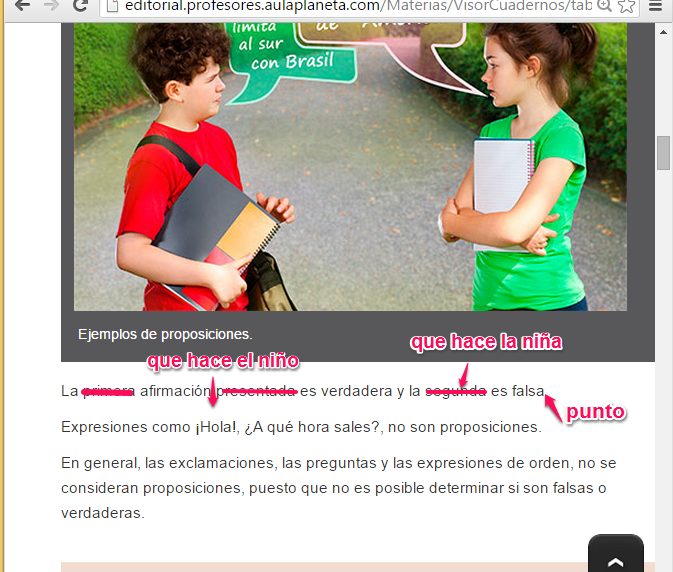 editorial.profesores.aulaplaneta.com/Materias/VisorCuadernos/tab
limita
al sur
con Brasil
de
Ejemplos de proposiciones.
que hace el niño
que hace la niña
La primera afirmación presentada es verdadera y la segunda es falsa
punto
Expresiones como ¡Hola!, ¿A qué hora sales?, no son proposiciones.
En general, las exclamaciones, las preguntas y las expresiones de orden, no se
consideran proposiciones, puesto que no es posible determinar si son falsas o
verdaderas.